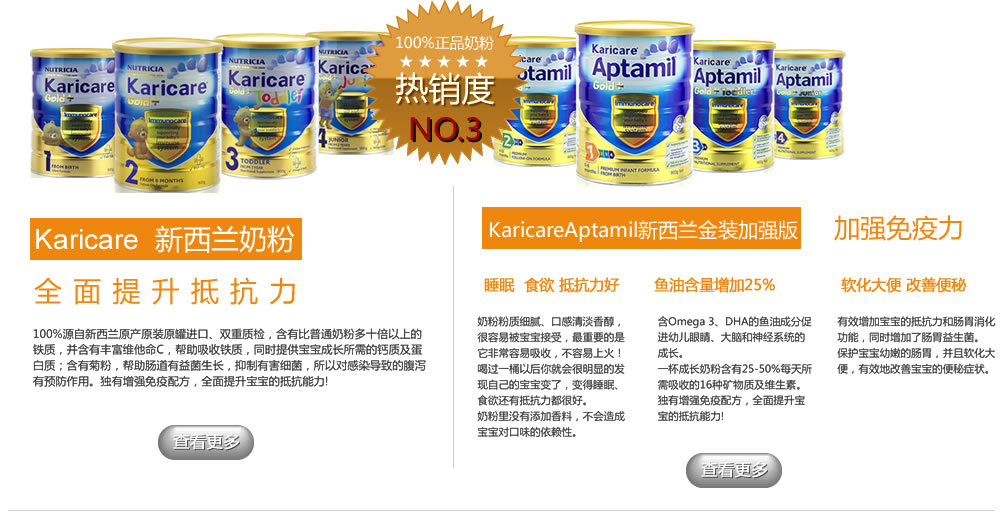 NUTRICIA
Karicare
Gold+
1
FROM BIRTH
NUTRICIA
Karicare
Gold+
Immunocare
2
FROM 6 MONTHS
900g
NUTRICIA
Karicare
Gold+
Toddler
3
TODDLER
NUTRICIA
Karicare
4
JUNIOR
100%正品奶粉
热销度
NO.3
Aptamil
2
Karicare
Aptamil
Gold+
Immunocare
1
PREMIUM INFANT FORMULA
FROM BIRTH
Karicare
Aptamil
Gold+ Toddler
3
Karicare
Aptamil
Gold+ Junior
4
Karicare 新西兰奶粉
全面提升抵抗力
100%源自新西兰原产原装原罐进口、双重质检，含有比普通奶粉多十倍以上的
铁质，并含有丰富维他命C，帮助吸收铁质，同时提供宝宝成长所需的钙质及蛋
白质；含有菊粉，帮助肠道有益菌生长，抑制有害细菌，所以对感染导致的腹泻
有预防作用。独有增强免疫配方，全面提升宝宝的抵抗能力!
查看更多
KaricareAptamil新西兰金装加强版
加强免疫力
睡眠 食欲 抵抗力好
奶粉粉质细腻、口感清淡香醇，
很容易被宝宝接受，最重要的是
它非常容易吸收，不容易上火！
喝过一桶以后你就会很明显的发
现自己的宝宝变了，变得睡眠、
食欲还有抵抗力都很好。
奶粉里没有添加香料，不会造成
宝宝对口味的依赖性。
鱼油含量增加25%
含Omega 3、DHA的鱼油成分促
进幼儿眼睛、大脑和神经系统的
成长。
一杯成长奶粉含有25-50%每天所
需吸收的16种矿物质及维生素。
独有增强免疫配方，全面提升宝
宝的抵抗能力!
软化大便 改善便秘
有效增加宝宝的抵抗力和肠胃消化
功能，同时增加了肠胃益生菌。
保护宝宝幼嫩的肠胃，并且软化大
便，有效地改善宝宝的便秘症状。
查看更多